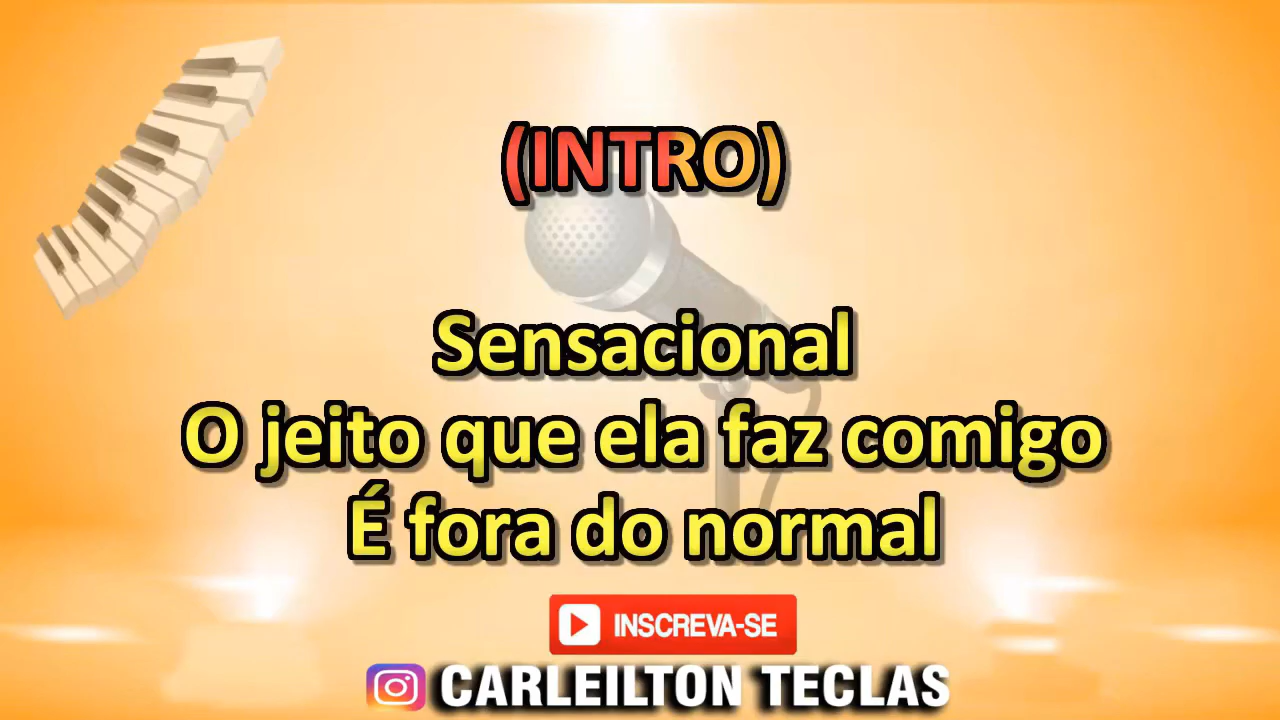 (INTRO)
Sensacional
O jeito que ela faz comigo
É fora do normal
INSCREVA-SE
CARLEILTON TECLAS